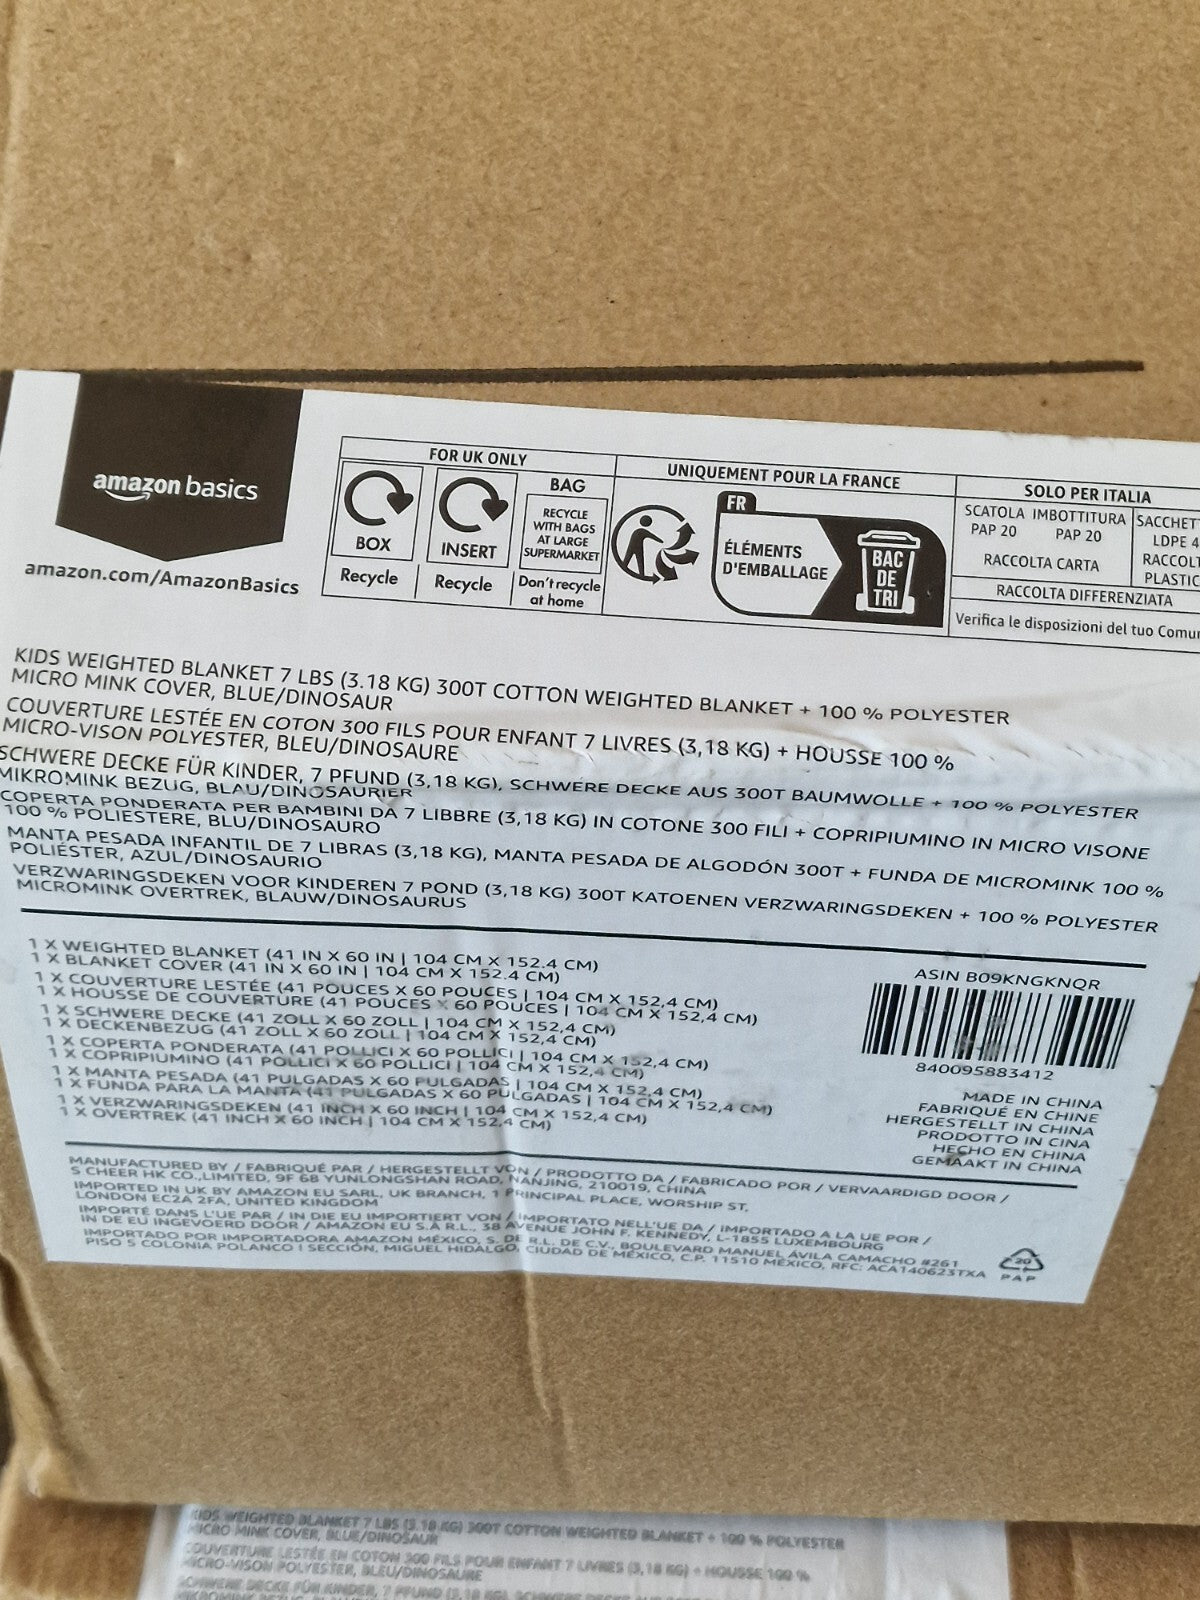 amazon basics
amazon.com/AmazonBasics
FOR UK ONLY
BOX
Recycle
INSERT
Recycle
BAG
RECYCLE
WITH BAGS
AT LARGE
SUPERMARKET
Don't recycle
at home
UNIQUEMENT POUR LA FRANCE
FR
ÉLÉMENTS
D'EMBALLAGE
BAC
DE
TRI
SOLO PER ITALIA
SCATOLA IMBOTTITURA
PAP 20 PAP 20
RACCOLTA CARTA
SACCHET
LDPE 4
RACCOLT
PLASTIC
RACCOLTA DIFFERENZIATA
Verifica le disposizioni del tuo Comu
KIDS WEIGHTED BLANKET 7 LBS (3.18 KG) 300T COTTON WEIGHTED BLANKET + 100 % POLYESTER
MICRO MINK COVER, BLUE/DINOSAUR
COUVERTURE LESTÉE EN COTON 300 FILS POUR ENFANT 7 LIVRES (3,18 KG) + HOUSSE 100 %
MICRO-VISON POLYESTER, BLEU/DINOSAURE
SCHWERE DECKE FÜR KINDER, 7 PFUND (3,18 KG), SCHWERE DECKE AUS 300T BAUMWOLLE + 100 % POLYESTER
MIKROMINK BEZUG, BLAU/DINOSAURIER
COPERTA PONDERATA PER BAMBINI DA 7 LIBBRE (3,18 KG) IN COTONE 300 FILI + COPRIPIUMINO IN MICRO VISONE
100 % POLIESTERE, BLU/DINOSAURO
MANTA PESADA INFANTIL DE 7 LIBRAS (3,18 KG), MANTA PESADA DE ALGODÓN 300T + FUNDA DE MICROMINK 100 %
POLIÉSTER, AZUL/DINOSAURIO
VERZWARINGSDEKEN VOOR KINDEREN 7 POND (3,18 KG) 300T KATOENEN VERZWARINGSDEKEN + 100 % POLYESTER
MICROMINK OVERTREK, BLAUW/DINOSAURUS
1 X WEIGHTED BLANKET (41 IN X 60 IN | 104 CM X 152.4 CM)
1 X BLANKET COVER (41 IN X 60 IN | 104 CM X 152.4 CM)
1 X COUVERTURE LESTÉE (41 POUCES X 60 POUCES | 104 CM X 152,4 CM)
1 X HOUSSE DE COUVERTURE (41 POUCES X 60 POUCES | 104 CM X 152,4 CM)
1 X SCHWERE DECKE (41 ZOLL X 60 ZOLL | 104 CM X 152,4 CM)
1 X DECKENBEZUG (41 ZOLL X 60 ZOLL | 104 CM X 152,4 CM)
1 X COPERTA PONDERATA (41 POLLICI X 60 POLLICI | 104 CM X 152,4 CM)
1 X COPRIPIUMINO (41 POLLICI X 60 POLLICI | 104 CM X 152,4 CM)
1 X MANTA PESADA (41 PULGADAS X 60 PULGADAS | 104 CM X 152,4 CM)
1 X FUNDA PARA LA MANTA (41 PULGADAS X 60 PULGADAS | 104 CM X 152,4 CM)
1 X VERZWARINGSDEKEN (41 INCH X 60 INCH | 104 CM X 152,4 CM)
1 X OVERTREK (41 INCH X 60 INCH | 104 CM X 152,4 CM)
ASIN B09KNGKNQR
840095883412
MADE IN CHINA
FABRIQUÉ EN CHINE
HERGESTELLT IN CHINA
PRODOTTO IN CINA
HECHO EN CHINA
GEMAAKT IN CHINA
MANUFACTURED BY / FABRIQUÉ PAR / HERGESTELLT VON / PRODOTTO DA / FABRICADO POR / VERVAARDIGD DOOR /
S CHEER HK CO.,LIMITED, 9F 6B YUNLONGSHAN ROAD, NANJING, 210019, CHINA
IMPORTED IN UK BY AMAZON EU SARL, UK BRANCH, 1 PRINCIPAL PLACE, WORSHIP ST,
LONDON EC2A 2FA, UNITED KINGDOM
IMPORTÉ DANS L'UE PAR / IN DIE EU IMPORTIERT VON / IMPORTATO NELL'UE DA / IMPORTADO A LA UE POR /
IN DE EU INGEVOERD DOOR / AMAZON EU S.À R.L., 38 AVENUE JOHN F. KENNEDY, L-1855 LUXEMBOURG
IMPORTADO POR IMPORTADORA AMAZON MÉXICO, S. DE R.L. DE C.V., BOULEVARD MANUEL ÁVILA CAMACHO #261
PISO 5 COLONIA POLANCO I SECCIÓN, MIGUEL HIDALGO, CIUDAD DE MÉXICO, C.P. 11510 MÉXICO, RFC: ACA140623TXA
20
PAP
KIDS WEIGHTED BLANKET 7 LBS (3.18 KG) 300T COTTON WEIGHTED BLANKET + 100 % POLYESTER
MICRO MINK COVER, BLUE/DINOSAUR
COUVERTURE LESTÉE EN COTON 300 FILS POUR ENFANT 7 LIVRES (3,18 KG) + HOUSSE 100 %
MICRO-VISON POLYESTER, BLEU/DINOSAURE
SCHWERE DECKE FÜR KINDER, 7 PFUND (3,18 KG), SCHWERE DECKE